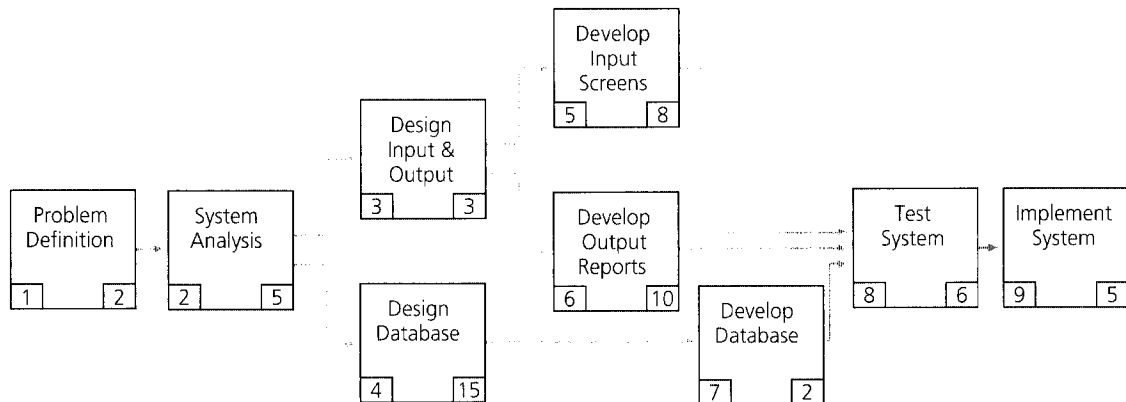 Problem
Definition
1 2
System
Analysis
2 5
Design
Input &
Output
3 3
Design
Database
4 15
Develop
Input
Screens
5 8
Develop
Output
Reports
6 10
Develop
Database
7 2
Test
System
8 6
Implement
System
9 5